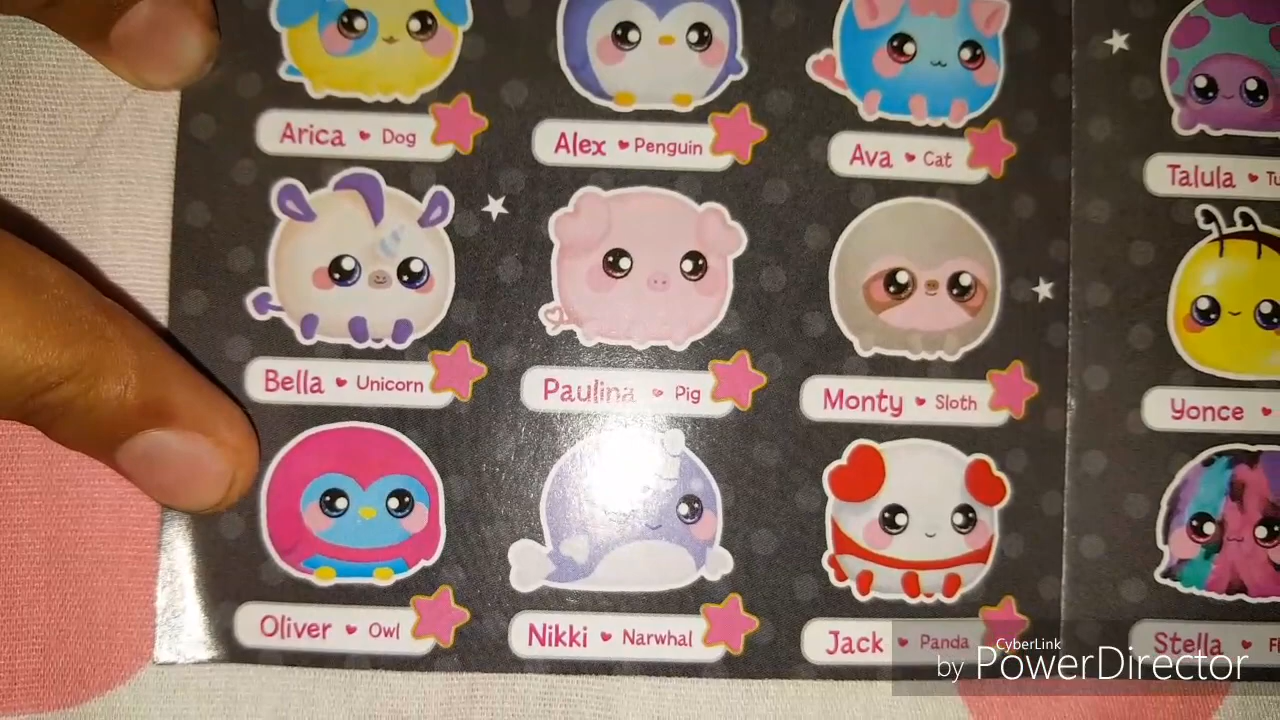 Arica ♥ Dog
Alex ♥ Penguin
Ava ♥ Cat
Talula ♥
Bella ♥ Unicorn
Paulina ♥ Pig
Monty ♥ Sloth
Yonce ♥
Oliver ♥ Owl
Nikki ♥ Narwhal
Jack ♥ Panda
Stella ♥
CyberLink
by PowerDirector